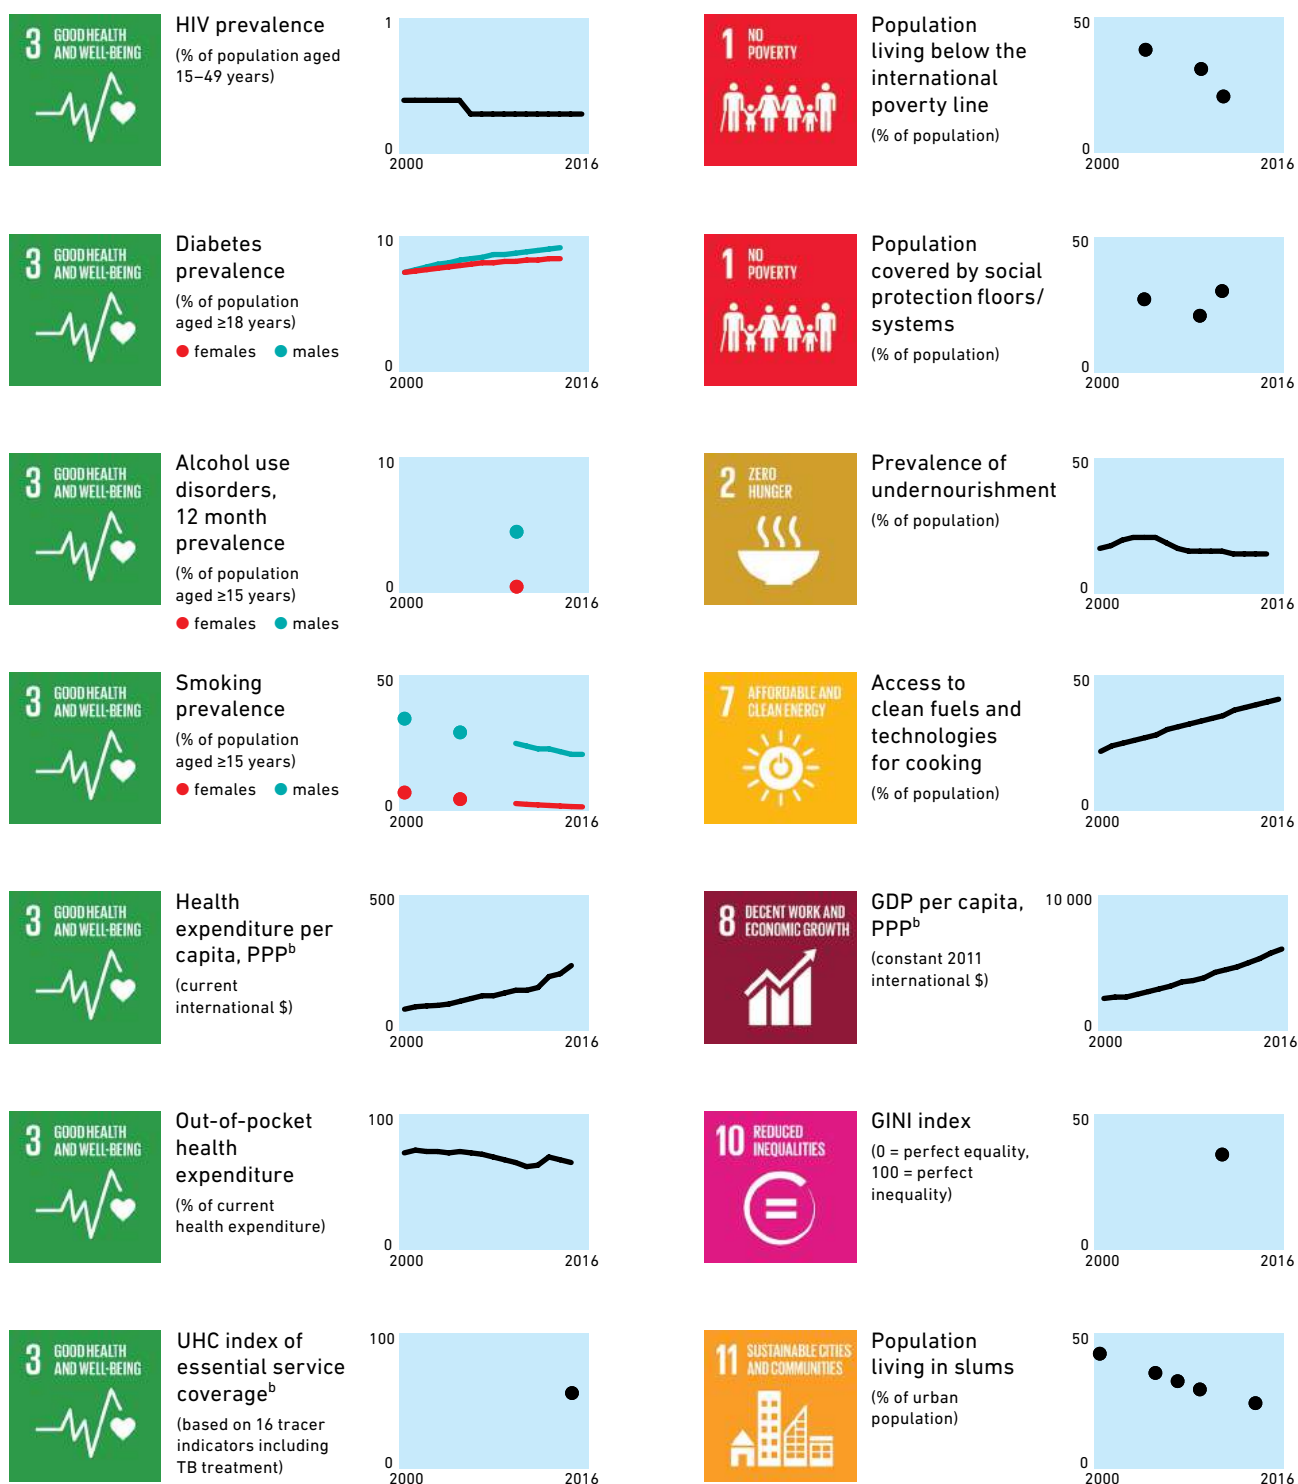 3 GOOD HEALTH
AND WELL-BEING
HIV prevalence
(% of population aged
15–49 years)
1
0
2000 2016
3 GOOD HEALTH
AND WELL-BEING
Diabetes
prevalence
(% of population
aged ≥18 years)
females males
10
0
2000 2016
3 GOOD HEALTH
AND WELL-BEING
Alcohol use
disorders,
12 month
prevalence
(% of population
aged ≥15 years)
females males
10
0
2000 2016
3 GOOD HEALTH
AND WELL-BEING
Smoking
prevalence
(% of population
aged ≥15 years)
females males
50
0
2000 2016
3 GOOD HEALTH
AND WELL-BEING
Health
expenditure per
capita, PPPb
(current
international $)
500
0
2000 2016
3 GOOD HEALTH
AND WELL-BEING
Out-of-pocket
health
expenditure
(% of current
health expenditure)
100
0
2000 2016
3 GOOD HEALTH
AND WELL-BEING
UHC index of
essential service
coverageb
(based on 16 tracer
indicators including
TB treatment)
100
0
2000 2016
1 NO
POVERTY
Population
living below the
international
poverty line
(% of population)
50
0
2000 2016
1 NO
POVERTY
Population
covered by social
protection floors/
systems
(% of population)
50
0
2000 2016
2 ZERO
HUNGER
Prevalence of
undernourishment
(% of population)
50
0
2000 2016
7 AFFORDABLE AND
CLEAN ENERGY
Access to
clean fuels and
technologies
for cooking
(% of population)
50
0
2000 2016
8 DECENT WORK AND
ECONOMIC GROWTH
GDP per capita,
PPPb
(constant 2011
international $)
10 000
0
2000 2016
10 REDUCED
INEQUALITIES
GINI index
(0 = perfect equality,
100 = perfect
inequality)
50
0
2000 2016
11 SUSTAINABLE CITIES
AND COMMUNITIES
Population
living in slums
(% of urban
population)
50
0
2000 2016